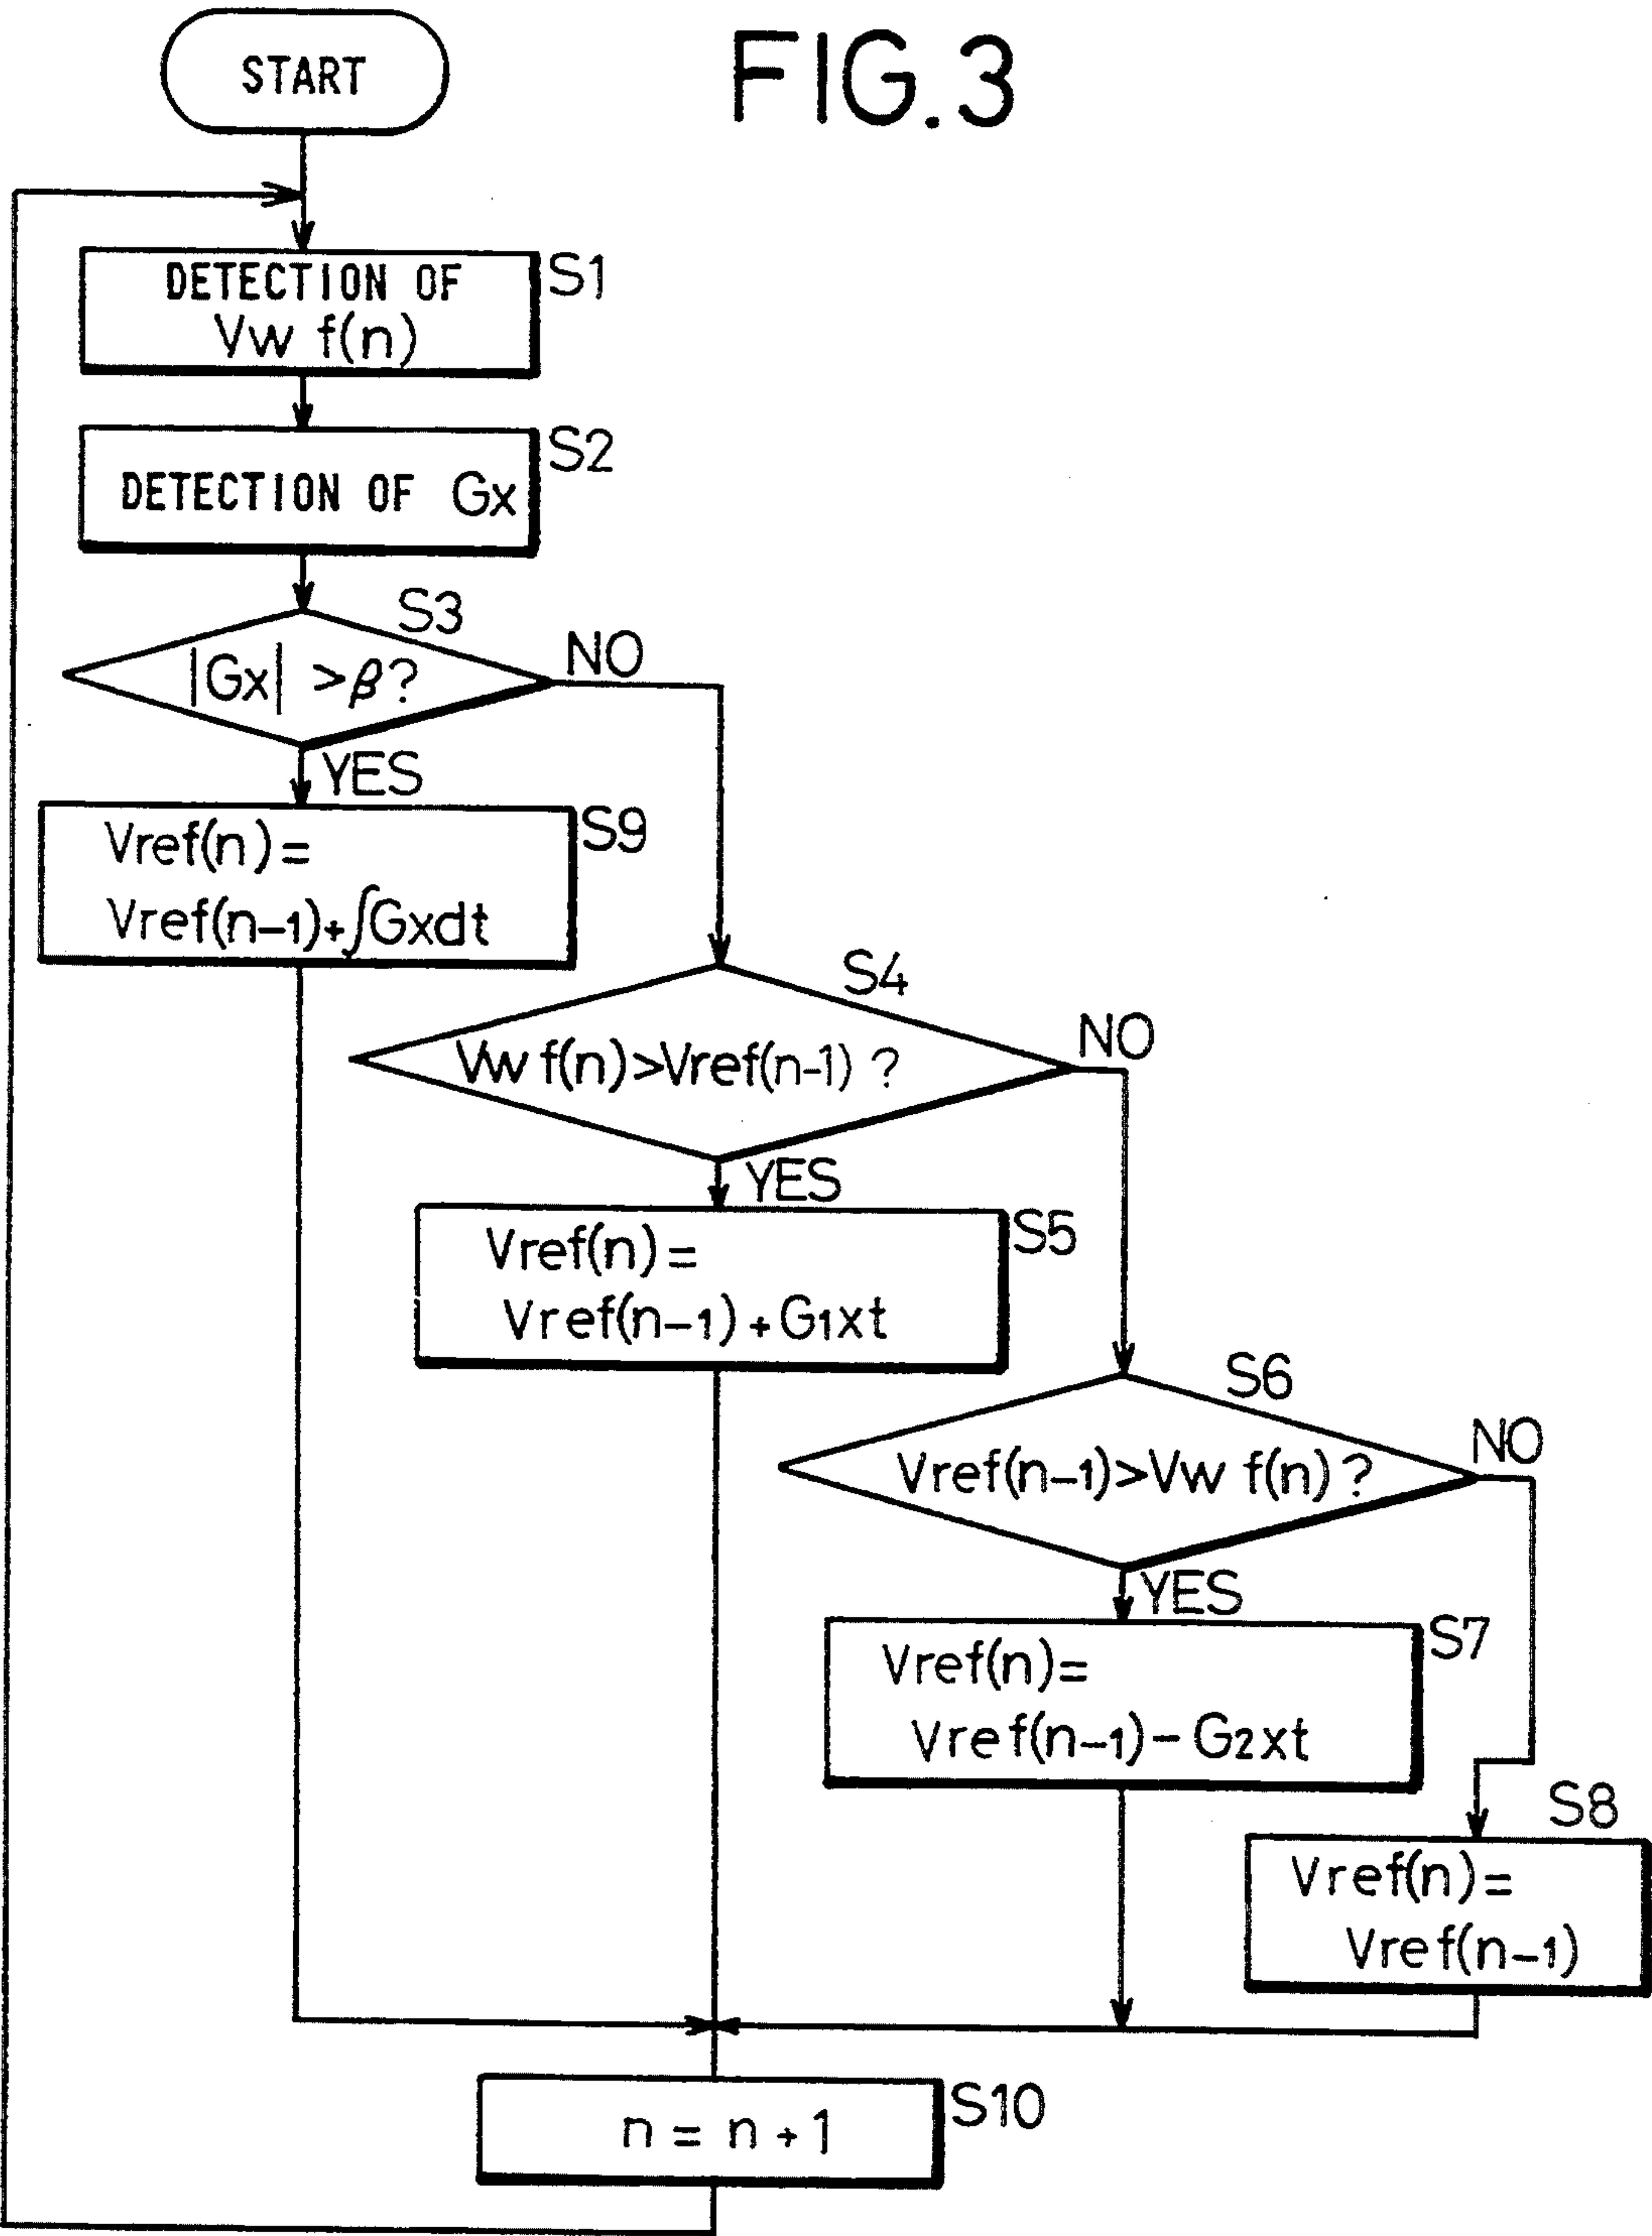 FIG.3
START
DETECTION OF
Vw f(n)
S1
DETECTION OF Gx
S2
S3
|Gx| >β?
NO
YES
Vref(n)=
Vref(n-1)+∫Gxdt
S9
S4
Vw f(n)>Vref(n-1) ?
NO
YES
Vref(n)=
Vref(n-1)+G1xt
S5
S6
Vref(n-1)>Vw f(n)?
NO
YES
Vref(n)=
Vref(n-1)-G2xt
S7
S8
Vref(n)=
Vref(n-1)
n=n+1
S10